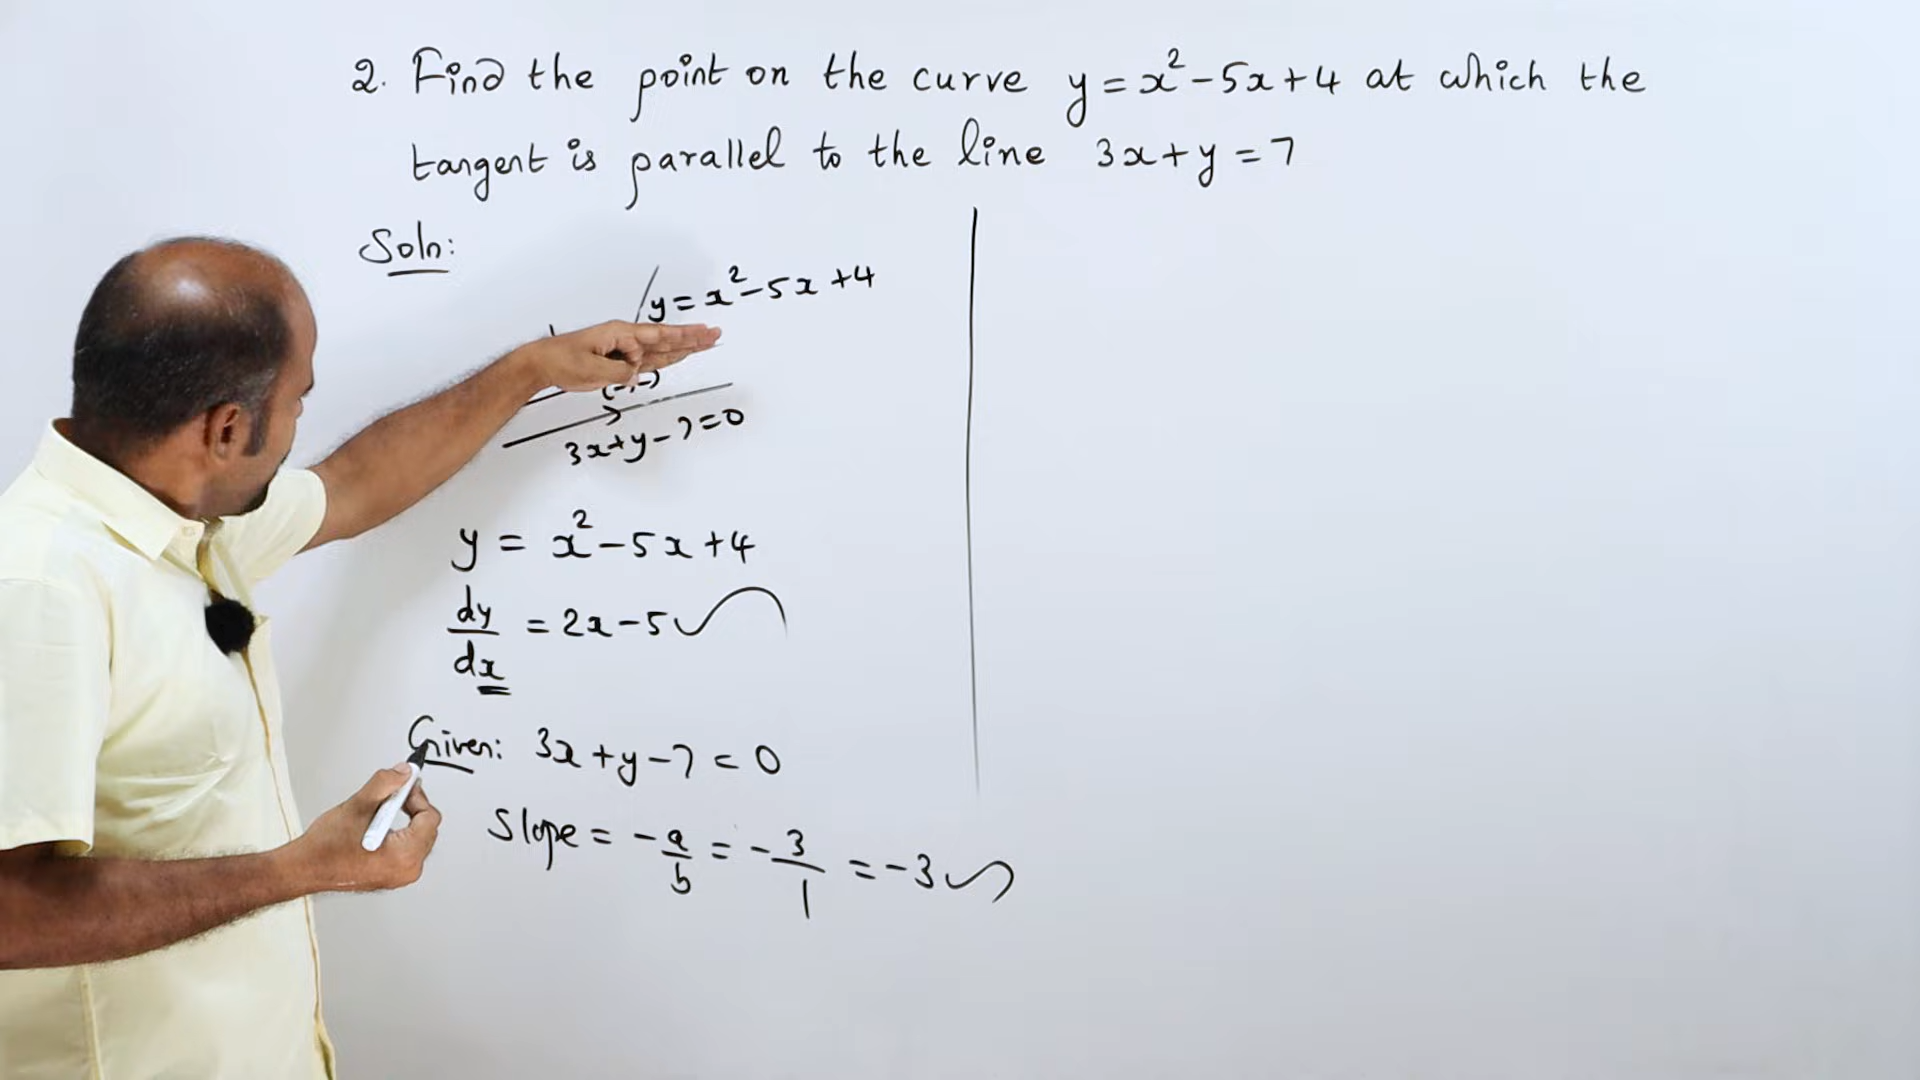 2. Find the point on the curve y = x² - 5x + 4 at which the
tangent is parallel to the line 3x + y = 7
Soln:
y = x² - 5x + 4
(-,-)
3x + y - 7 = 0
y = x² - 5x + 4
dy/dx = 2x - 5
Given: 3x + y - 7 = 0
Slope = -a/b = -3/1 = -3